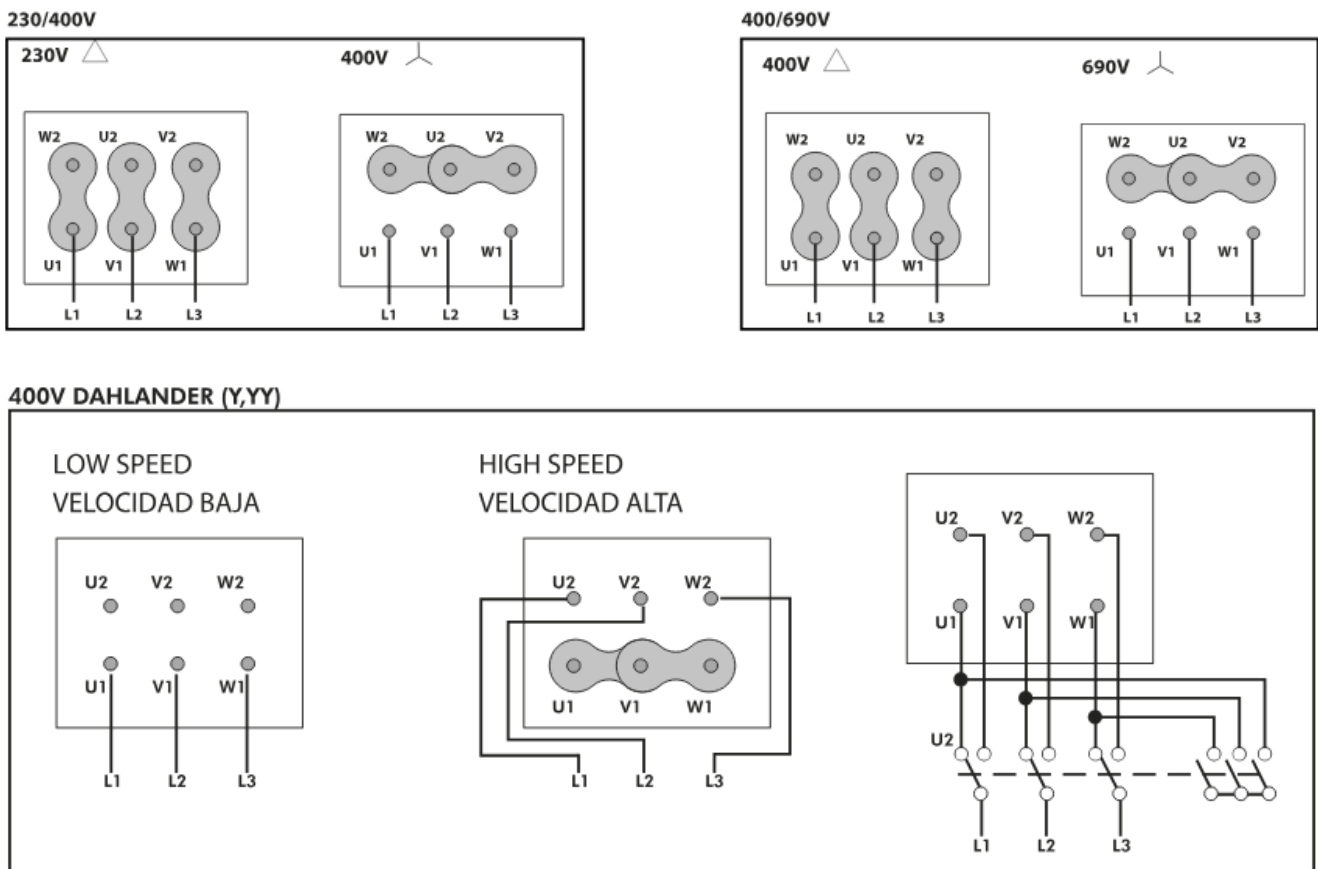 230/400V
230V
400V
W2 U2 V2
U1 V1 W1
L1 L2 L3
W2 U2 V2
U1 V1 W1
L1 L2 L3
400/690V
400V
690V
W2 U2 V2
U1 V1 W1
L1 L2 L3
W2 U2 V2
U1 V1 W1
L1 L2 L3
400V DAHLANDER (Y,YY)
LOW SPEED
VELOCIDAD BAJA
U2 V2 W2
U1 V1 W1
L1 L2 L3
HIGH SPEED
VELOCIDAD ALTA
U2 V2 W2
U1 V1 W1
L1 L2 L3
U2 V2 W2
U1 V1 W1
U2
L1 L2 L3